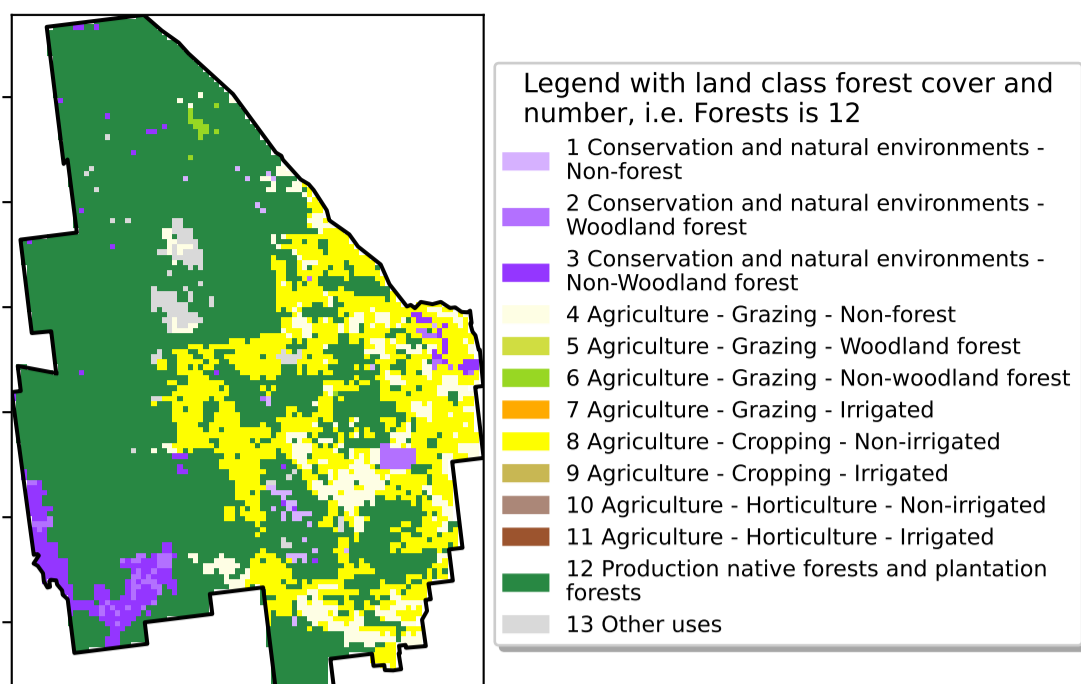 Legend with land class forest cover and
number, i.e. Forests is 12
1 Conservation and natural environments -
Non-forest
2 Conservation and natural environments -
Woodland forest
3 Conservation and natural environments -
Non-Woodland forest
4 Agriculture - Grazing - Non-forest
5 Agriculture - Grazing - Woodland forest
6 Agriculture - Grazing - Non-woodland forest
7 Agriculture - Grazing - Irrigated
8 Agriculture - Cropping - Non-irrigated
9 Agriculture - Cropping - Irrigated
10 Agriculture - Horticulture - Non-irrigated
11 Agriculture - Horticulture - Irrigated
12 Production native forests and plantation
forests
13 Other uses